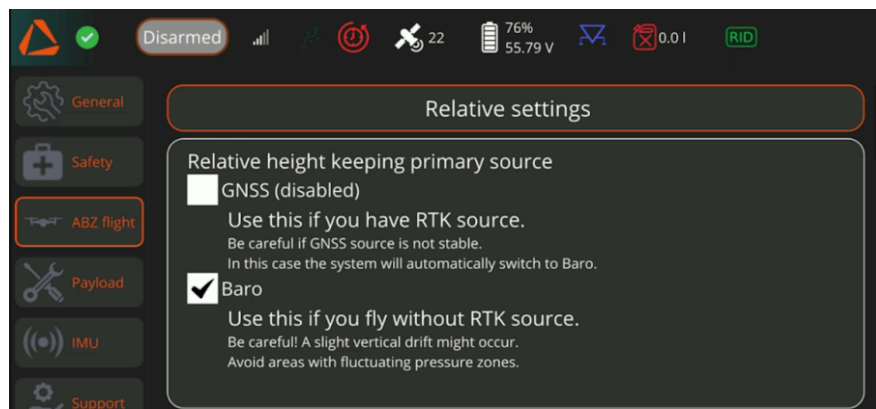 Disarmed
22
76%
55.79 V
0.0 l
RID
General
Safety
ABZ flight
Payload
IMU
Support
Relative settings
Relative height keeping primary source
GNSS (disabled)
Use this if you have RTK source.
Be careful if GNSS source is not stable.
In this case the system will automatically switch to Baro.
Baro
Use this if you fly without RTK source.
Be careful! A slight vertical drift might occur.
Avoid areas with fluctuating pressure zones.